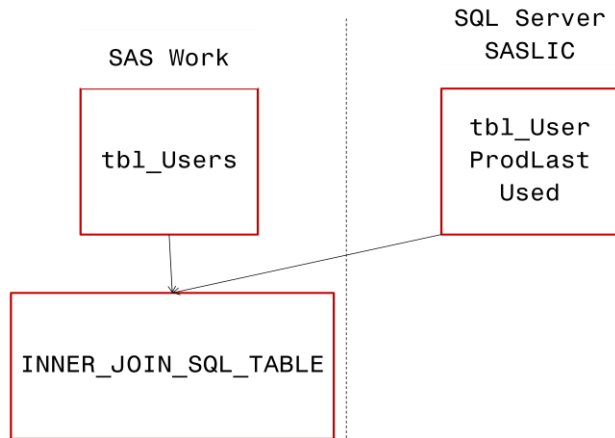 SAS Work
SQL Server
SASLIC
tbl_Users
tbl_User
ProdLast
Used
INNER_JOIN_SQL_TABLE